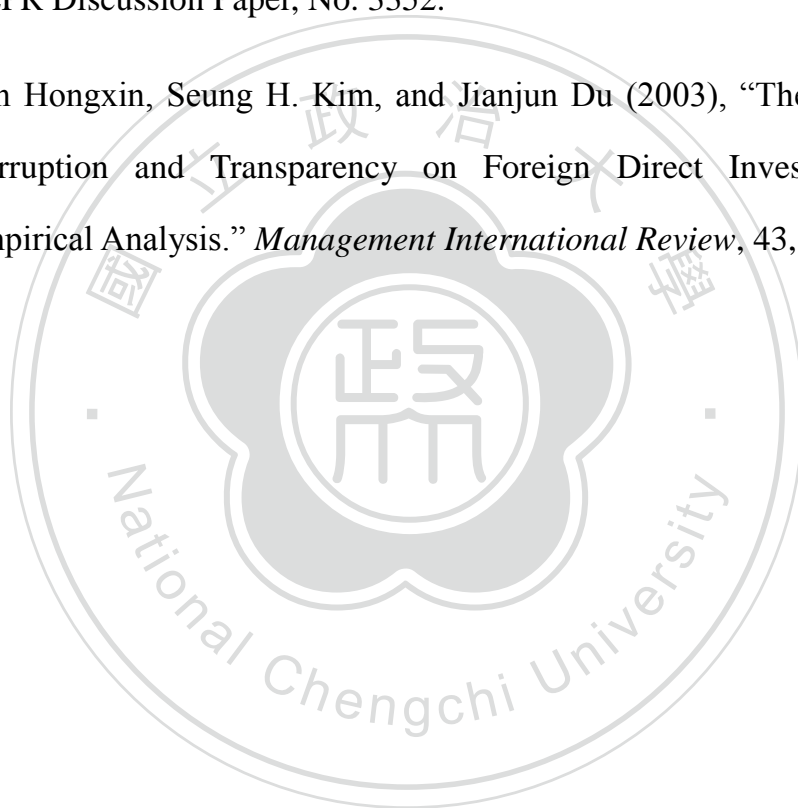 Discussion Paper, No. 3352.
n Hongxin, Seung H. Kim, and Jianjun Du (2003), “The
rruption and Transparency on Foreign Direct Inves
pirical Analysis.” Management International Review, 43,
國立政治大學
政
National Chengchi University